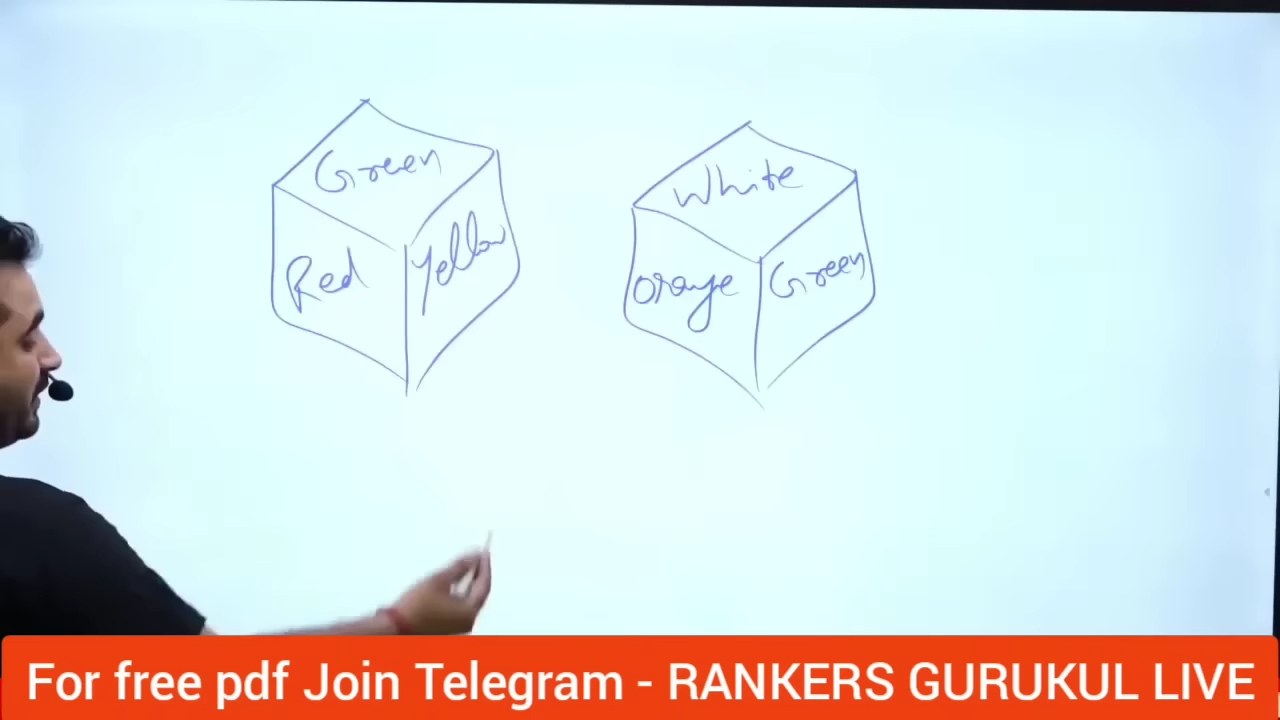 Green
Red
Yellow
White
Orange
Green
For free pdf Join Telegram - RANKERS GURUKUL LIVE